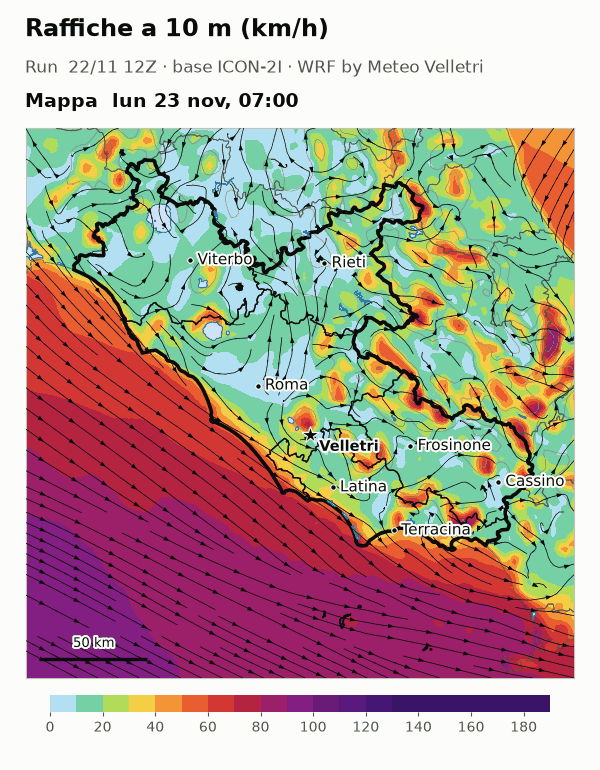 Raffiche a 10 m (km/h)
Run  22/11 12Z · base ICON-2I · WRF by Meteo Velletri
Mappa  lun 23 nov, 07:00
Viterbo
Rieti
Roma
Velletri
Frosinone
Cassino
Latina
Terracina
50 km
0 20 40 60 80 100 120 140 160 180